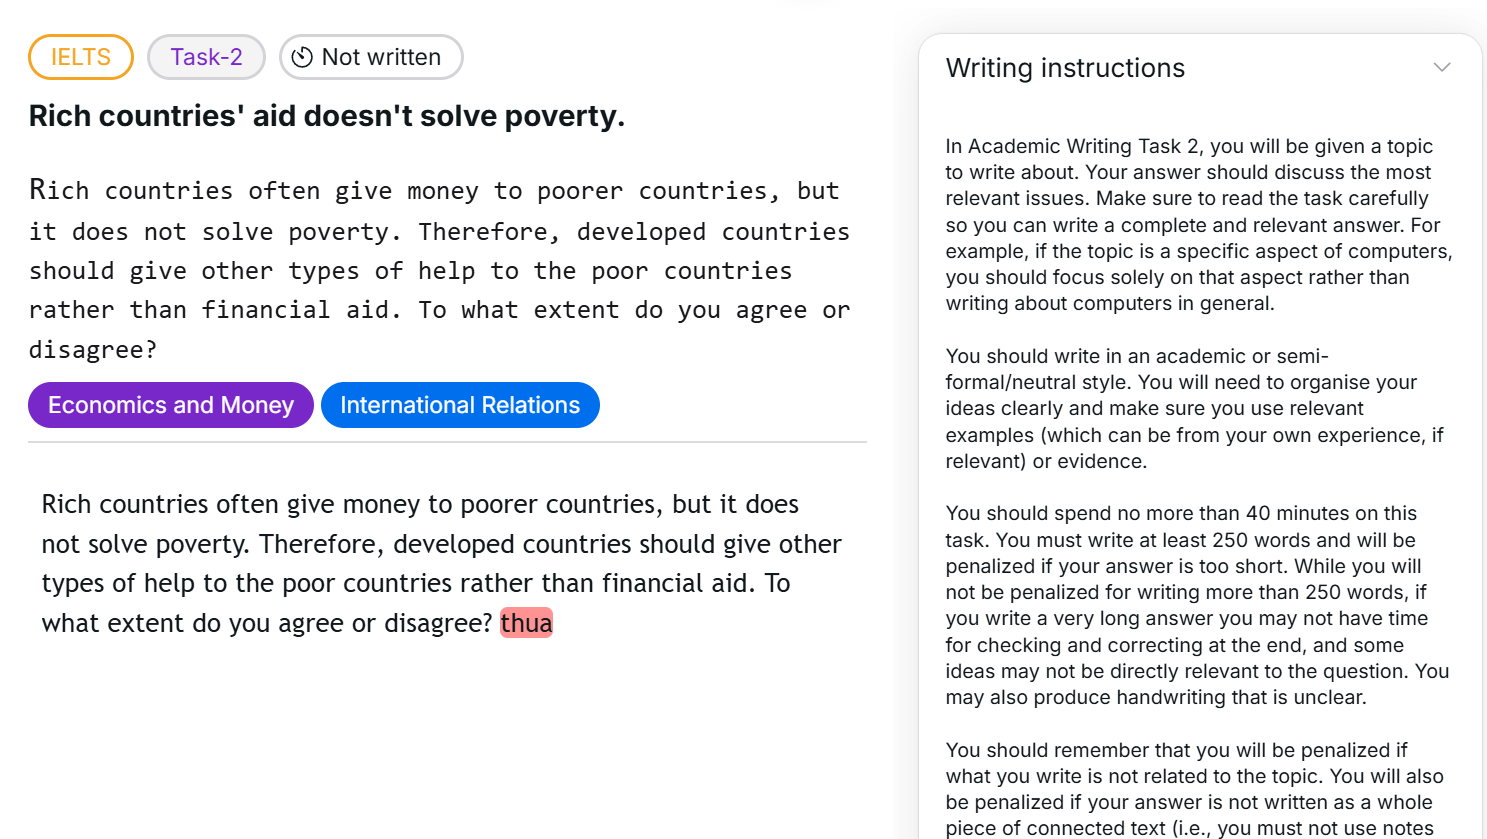 IELTS
Task-2
Not written
Rich countries' aid doesn't solve poverty.
Rich countries often give money to poorer countries, but
it does not solve poverty. Therefore, developed countries
should give other types of help to the poor countries
rather than financial aid. To what extent do you agree or
disagree?
Economics and Money
International Relations
Rich countries often give money to poorer countries, but it does
not solve poverty. Therefore, developed countries should give other
types of help to the poor countries rather than financial aid. To
what extent do you agree or disagree? thua
Writing instructions
In Academic Writing Task 2, you will be given a topic
to write about. Your answer should discuss the most
relevant issues. Make sure to read the task carefully
so you can write a complete and relevant answer. For
example, if the topic is a specific aspect of computers,
you should focus solely on that aspect rather than
writing about computers in general.
You should write in an academic or semi-
formal/neutral style. You will need to organise your
ideas clearly and make sure you use relevant
examples (which can be from your own experience, if
relevant) or evidence.
You should spend no more than 40 minutes on this
task. You must write at least 250 words and will be
penalized if your answer is too short. While you will
not be penalized for writing more than 250 words, if
you write a very long answer you may not have time
for checking and correcting at the end, and some
ideas may not be directly relevant to the question. You
may also produce handwriting that is unclear.
You should remember that you will be penalized if
what you write is not related to the topic. You will also
be penalized if your answer is not written as a whole
piece of connected text (i.e., you must not use notes